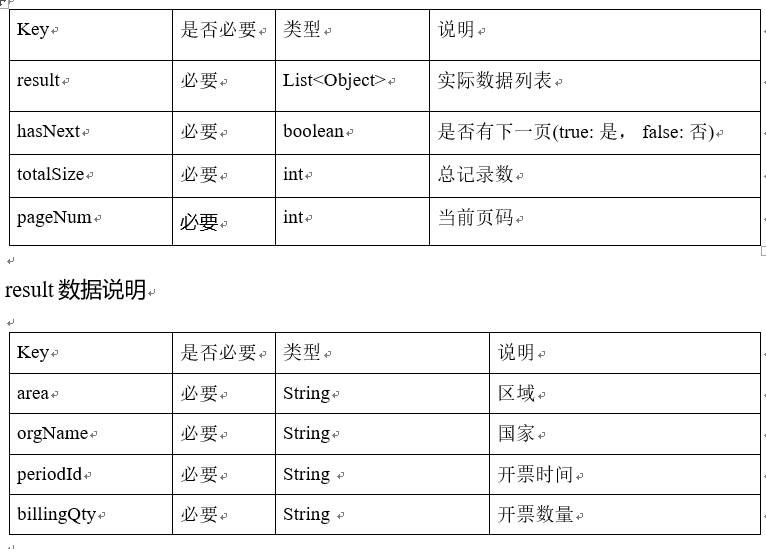 Key 是否必要 类型 说明
result 必要 List<Object> 实际数据列表
hasNext 必要 boolean 是否有下一页(true: 是， false: 否)
totalSize 必要 int 总记录数
pageNum 必要 int 当前页码
result 数据说明
Key 是否必要 类型 说明
area 必要 String 区域
orgName 必要 String 国家
periodId 必要 String 开票时间
billingQty 必要 String 开票数量